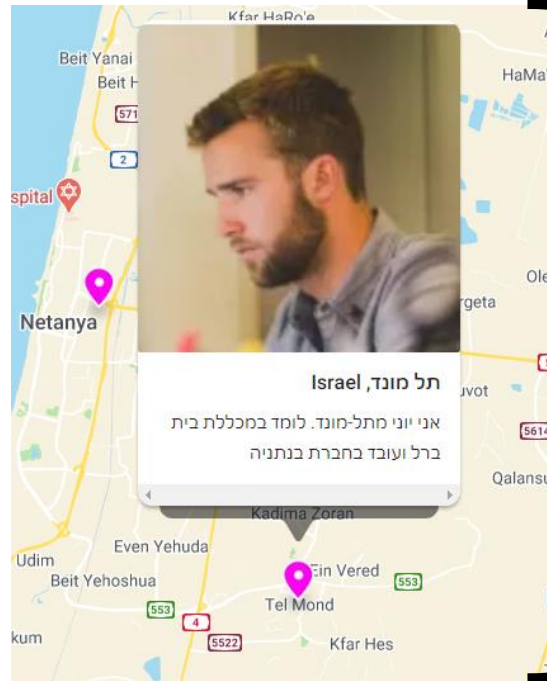 Kfar HaRo'e
Beit Yanai
Beit H
HaMa'
571
2
spital
Netanya
Ole
rgeta
תל מונד, Israel
uvot
אני יוני מתל-מונד. לומד במכללת בית
ברל ועובד בחברת בנתניה
5614
Qalansu
Kadima Zoran
Even Yehuda
Udim
Ein Vered
Beit Yehoshua
553
553
Tel Mond
4
kum
5522
Kfar Hes